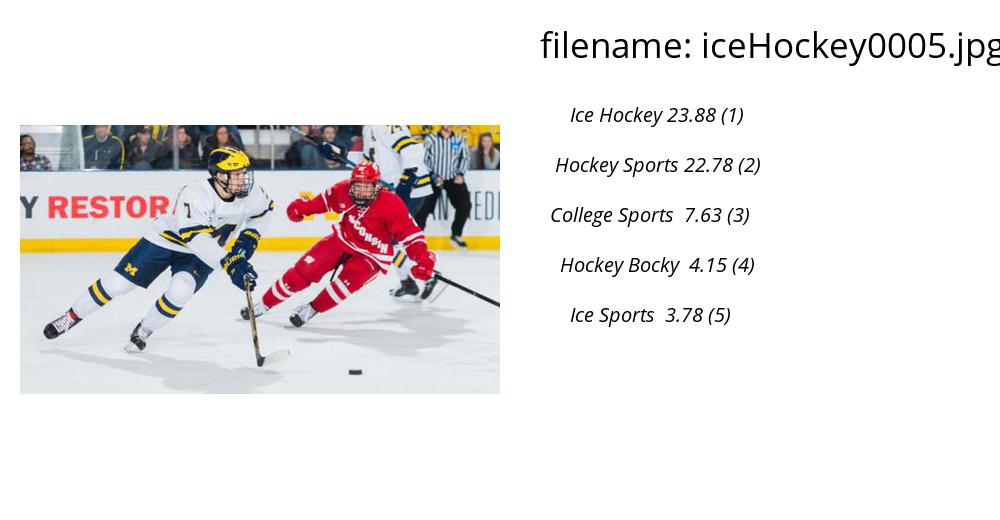 filename: iceHockey0005.jpg
Ice Hockey 23.88 (1)
Hockey Sports 22.78 (2)
College Sports 7.63 (3)
Hockey Bocky 4.15 (4)
Ice Sports 3.78 (5)
Y RESTOR
7
M
WISCONSIN